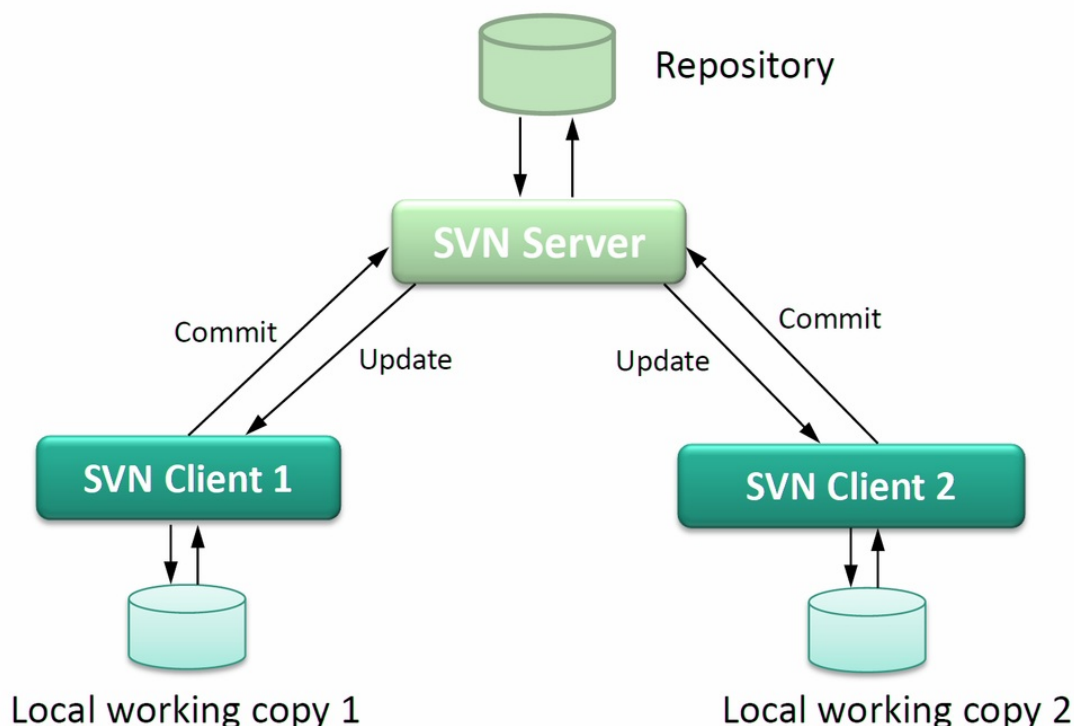 Repository
SVN Server
Commit
Update
Update
Commit
SVN Client 1
SVN Client 2
Local working copy 1
Local working copy 2